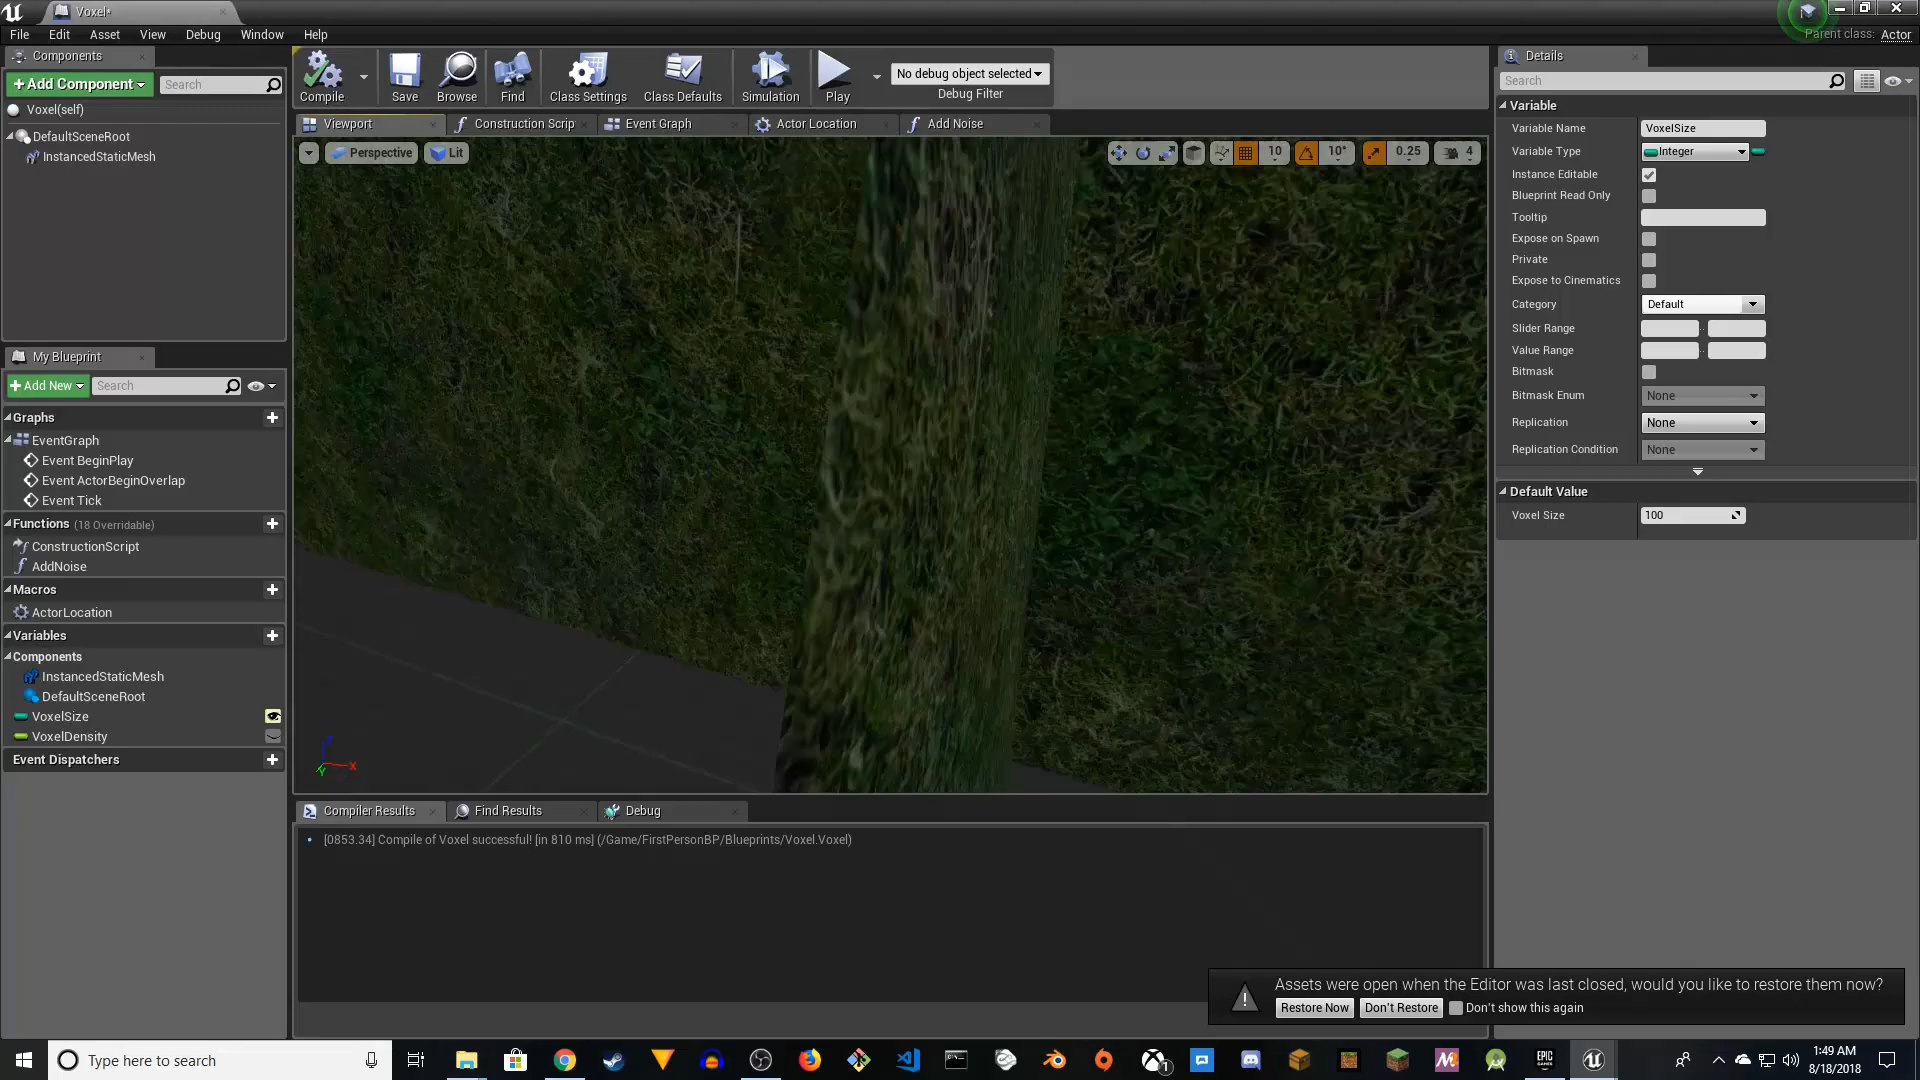 Voxel*
File Edit Asset View Debug Window Help
Parent class: Actor
Components
+Add Component Search
Voxel(self)
DefaultSceneRoot
InstancedStaticMesh
Compile Save Browse Find Class Settings Class Defaults Simulation Play
No debug object selected
Debug Filter
Viewport Construction Scrip Event Graph Actor Location Add Noise
Perspective Lit 10 10° 0.25 4
My Blueprint
+Add New Search
Graphs
EventGraph
Event BeginPlay
Event ActorBeginOverlap
Event Tick
Functions (18 Overridable)
ConstructionScript
AddNoise
Macros
ActorLocation
Variables
Components
InstancedStaticMesh
DefaultSceneRoot
VoxelSize
VoxelDensity
Event Dispatchers
Z
X
Y
Compiler Results Find Results Debug
[0853.34] Compile of Voxel successful! [in 810 ms] (/Game/FirstPersonBP/Blueprints/Voxel.Voxel)
Details
Search
Variable
Variable Name VoxelSize
Variable Type Integer
Instance Editable
Blueprint Read Only
Tooltip
Expose on Spawn
Private
Expose to Cinematics
Category Default
Slider Range
Value Range
Bitmask
Bitmask Enum None
Replication None
Replication Condition None
Default Value
Voxel Size 100
Assets were open when the Editor was last closed, would you like to restore them now?
Restore Now Don't Restore Don't show this again
Type here to search
1
EPIC
GAMES
1:49 AM
8/18/2018